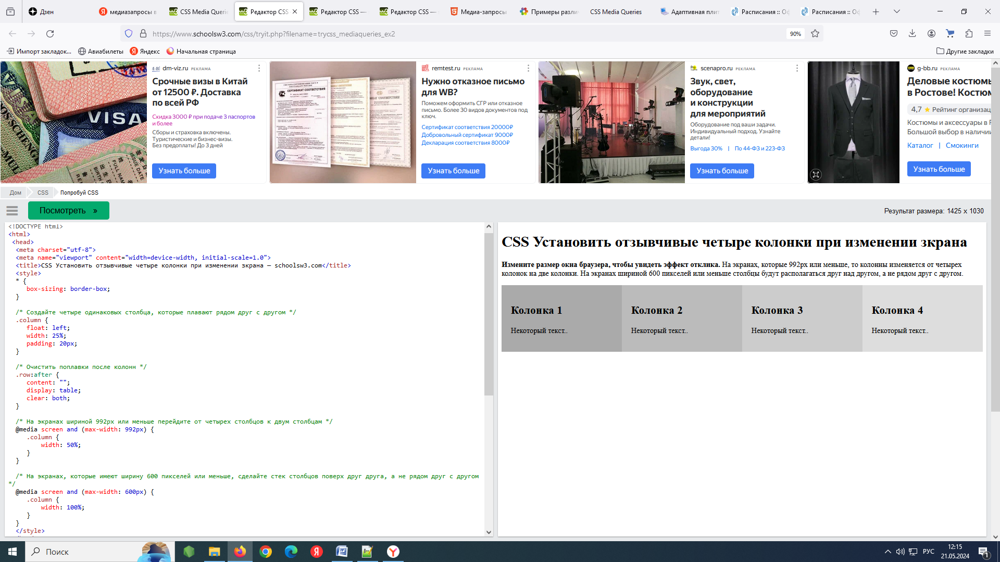 Дзен
медиазапросы в
CSS Media Querie
Редактор CSS
Редактор CSS —
Редактор CSS —
Медиа-запросы
Примеры разли
CSS Media Queries
Адаптивная плит
Расписания :: Оф
Расписания :: Оф
https://www.schoolsw3.com/css/tryit.php?filename=trycss_mediaqueries_ex2
90%
Импорт закладок...
Авиабилеты
Яндекс
Начальная страница
Другие закладки
VISA
dm-viz.ru РЕКЛАМА
Срочные визы в Китай
от 12500 ₽. Доставка
по всей РФ
Скидка 3000 ₽ при подаче 3 паспортов
и более
Сборы и страховка включены.
Туристические и бизнес-визы.
Без предоплаты! До 3 дней
Узнать больше
СЕРТИФИКАТ СООТВЕТСТВИЯ
remtest.ru РЕКЛАМА
Нужно отказное письмо
для WB?
Поможем оформить СГР или отказное
письмо. Более 30 видов документов под
ключ.
Сертификат соответствия 20000₽
Добровольный сертификат 9000₽
Декларация соответствия 8000₽
Узнать больше
scenapro.ru РЕКЛАМА
Звук, свет,
оборудование
и конструкции
для мероприятий
Оборудование под ваши задачи.
Индивидуальный подход. Узнайте
детали!
Выгода 30% | По 44-ФЗ и 223-ФЗ
Узнать больше
g-bb.ru РЕКЛАМА
Деловые костюмы
в Ростове! Костюм
4,7 ★ Рейтинг организац
Костюмы и аксессуары в Р
Большой выбор в наличии
Каталог | Смокинги
Узнать больше
Дом
CSS
Попробуй CSS
Посмотреть »
Результат размера: 1425 x 1030
<!DOCTYPE html>
<html>
<head>
<meta charset="utf-8">
<meta name="viewport" content="width=device-width, initial-scale=1.0">
<title>CSS Установить отзывчивые четыре колонки при изменении зкрана — schoolsw3.com</title>
<style>
* {
box-sizing: border-box;
}
/* Создайте четыре одинаковых столбца, которые плавают рядом друг с другом */
.column {
float: left;
width: 25%;
padding: 20px;
}
/* Очистить поплавки после колонн */
.row:after {
content: "";
display: table;
clear: both;
}
/* На экранах шириной 992px или меньше перейдите от четырех столбцов к двум столбцам */
@media screen and (max-width: 992px) {
.column {
width: 50%;
}
}
/* На экранах, которые имеют ширину 600 пикселей или меньше, сделайте стек столбцов поверх друг друга, а не рядом друг с другом
*/
@media screen and (max-width: 600px) {
.column {
width: 100%;
}
}
</style>
CSS Установить отзывчивые четыре колонки при изменении зкрана
Измените размер окна браузера, чтобы увидеть эффект отклика. На экранах, которые 992px или меньше, то колонны изменяется от четырех
колонок на две колонки. На экранах шириной 600 пикселей или меньше столбцы будут располагаться друг над другом, а не рядом друг с другом.
Колонка 1
Некоторый текст..
Колонка 2
Некоторый текст..
Колонка 3
Некоторый текст..
Колонка 4
Некоторый текст..
Поиск
РУС
12:15
21.05.2024
1